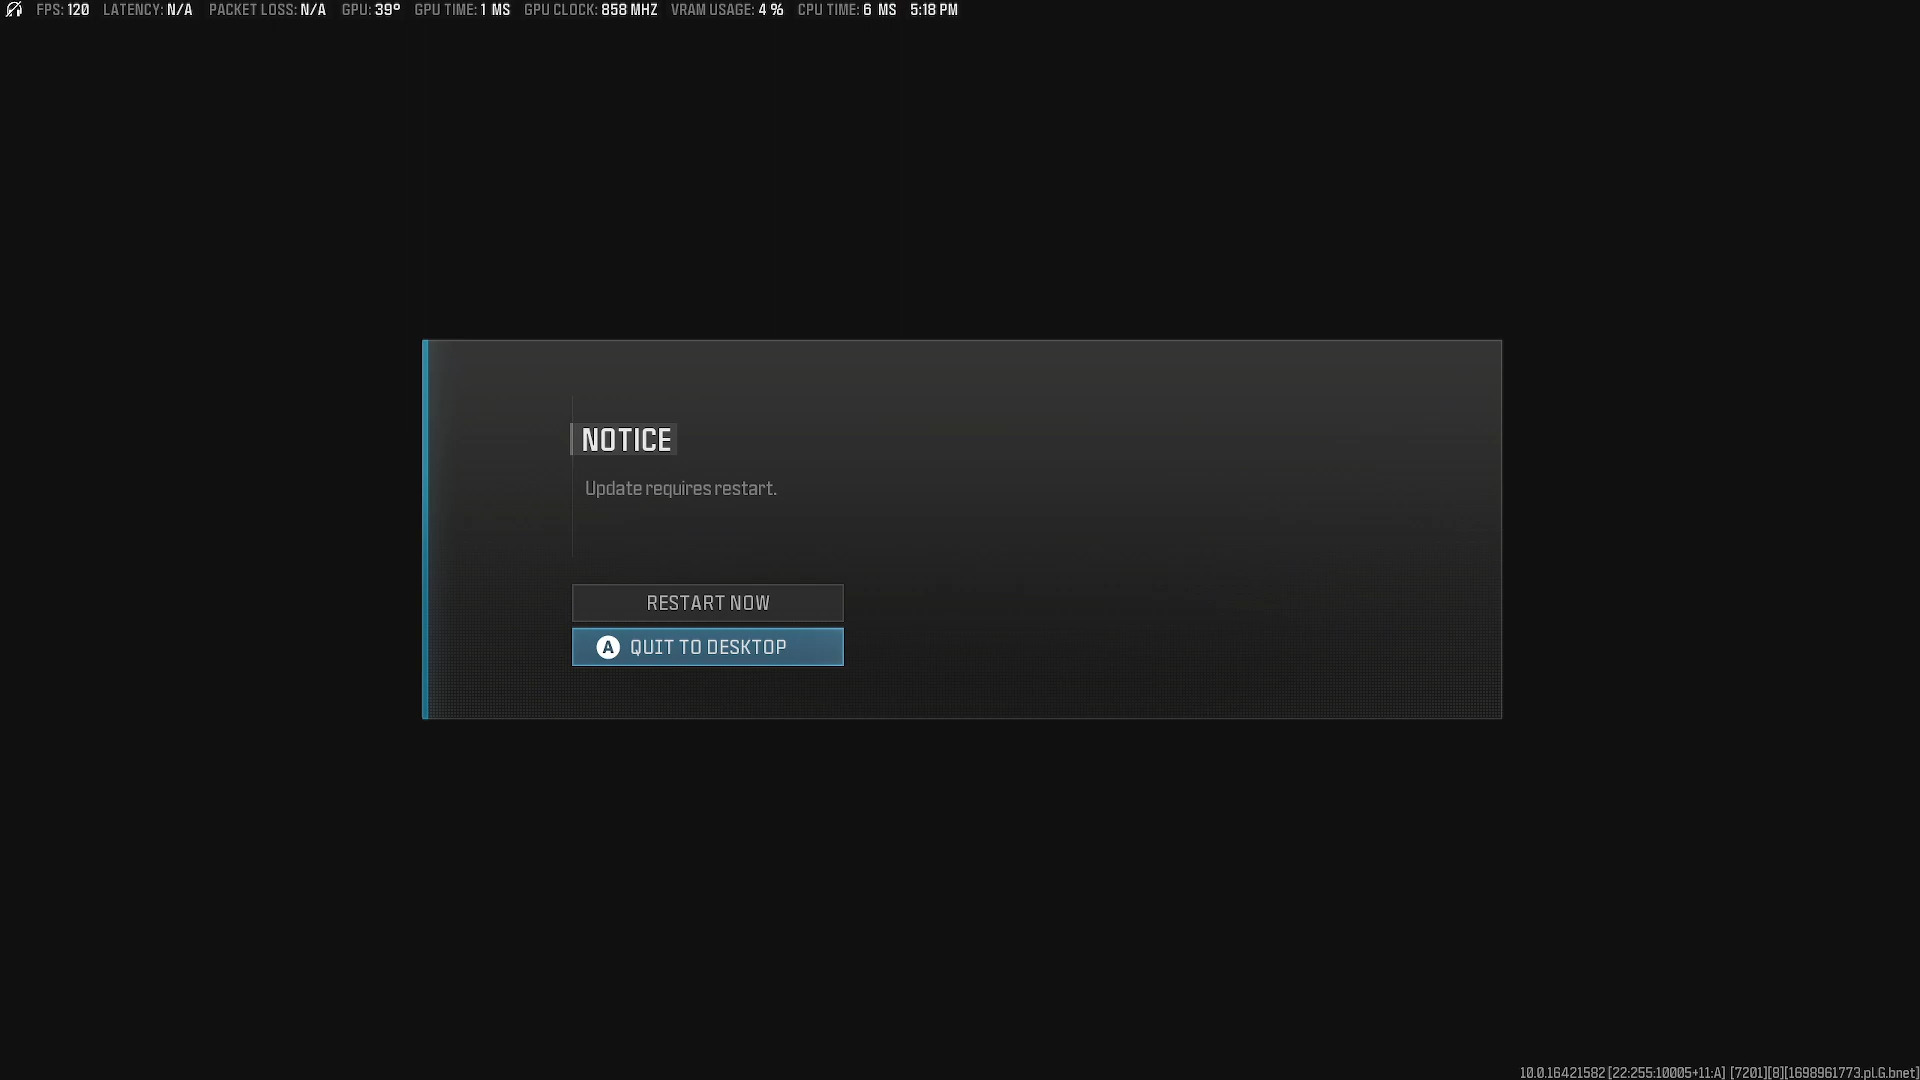 FPS: 120 LATENCY: N/A PACKET LOSS: N/A GPU: 39° GPU TIME: 1 MS GPU CLOCK: 858 MHZ VRAM USAGE: 4 % CPU TIME: 6 MS 5:18 PM
NOTICE
Update requires restart.
RESTART NOW
A QUIT TO DESKTOP
10.0.16421582 [22:255:10005+11:A] [7201][8][1698961773.pl.G.bnet]